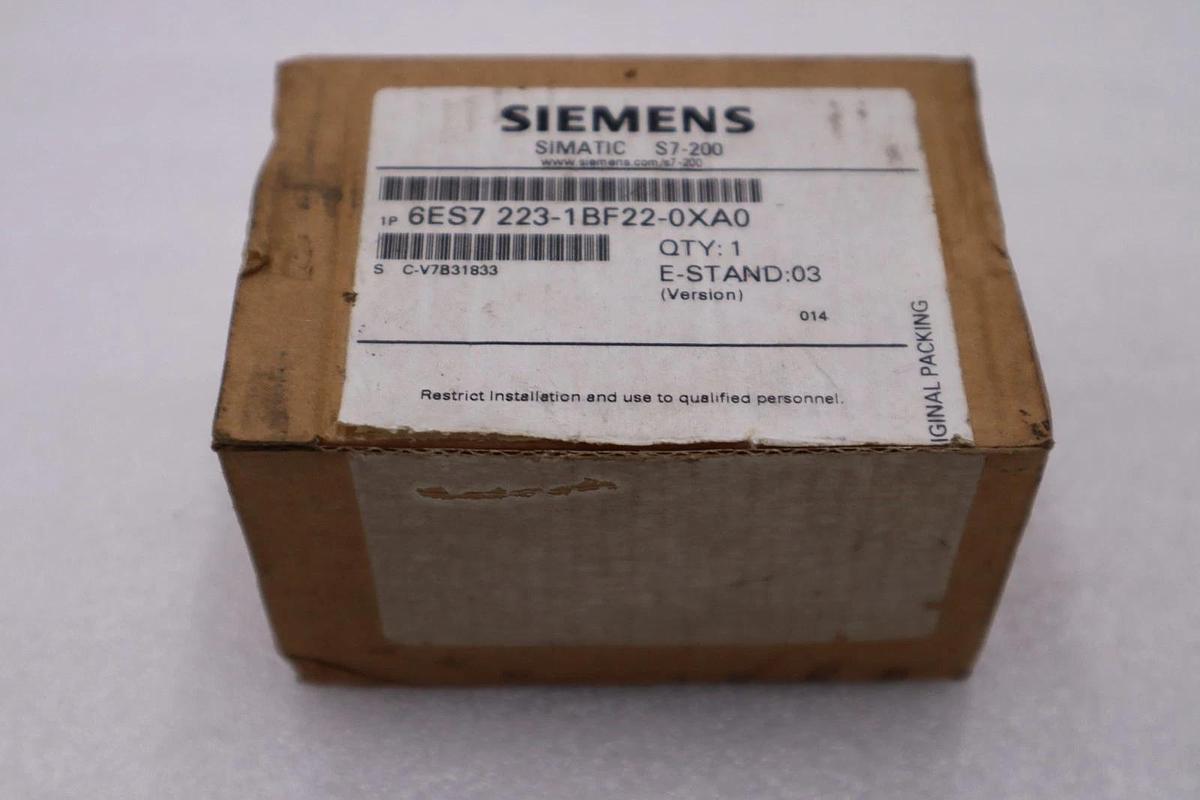 SIEMENS
SIMATIC S7-200
www.siemens.com/s7-200
1P 6ES7 223-1BF22-0XA0
QTY: 1
S C-V7B31833
E-STAND:03
(Version)
014
IGINAL PACKING
Restrict Installation and use to qualified personnel.